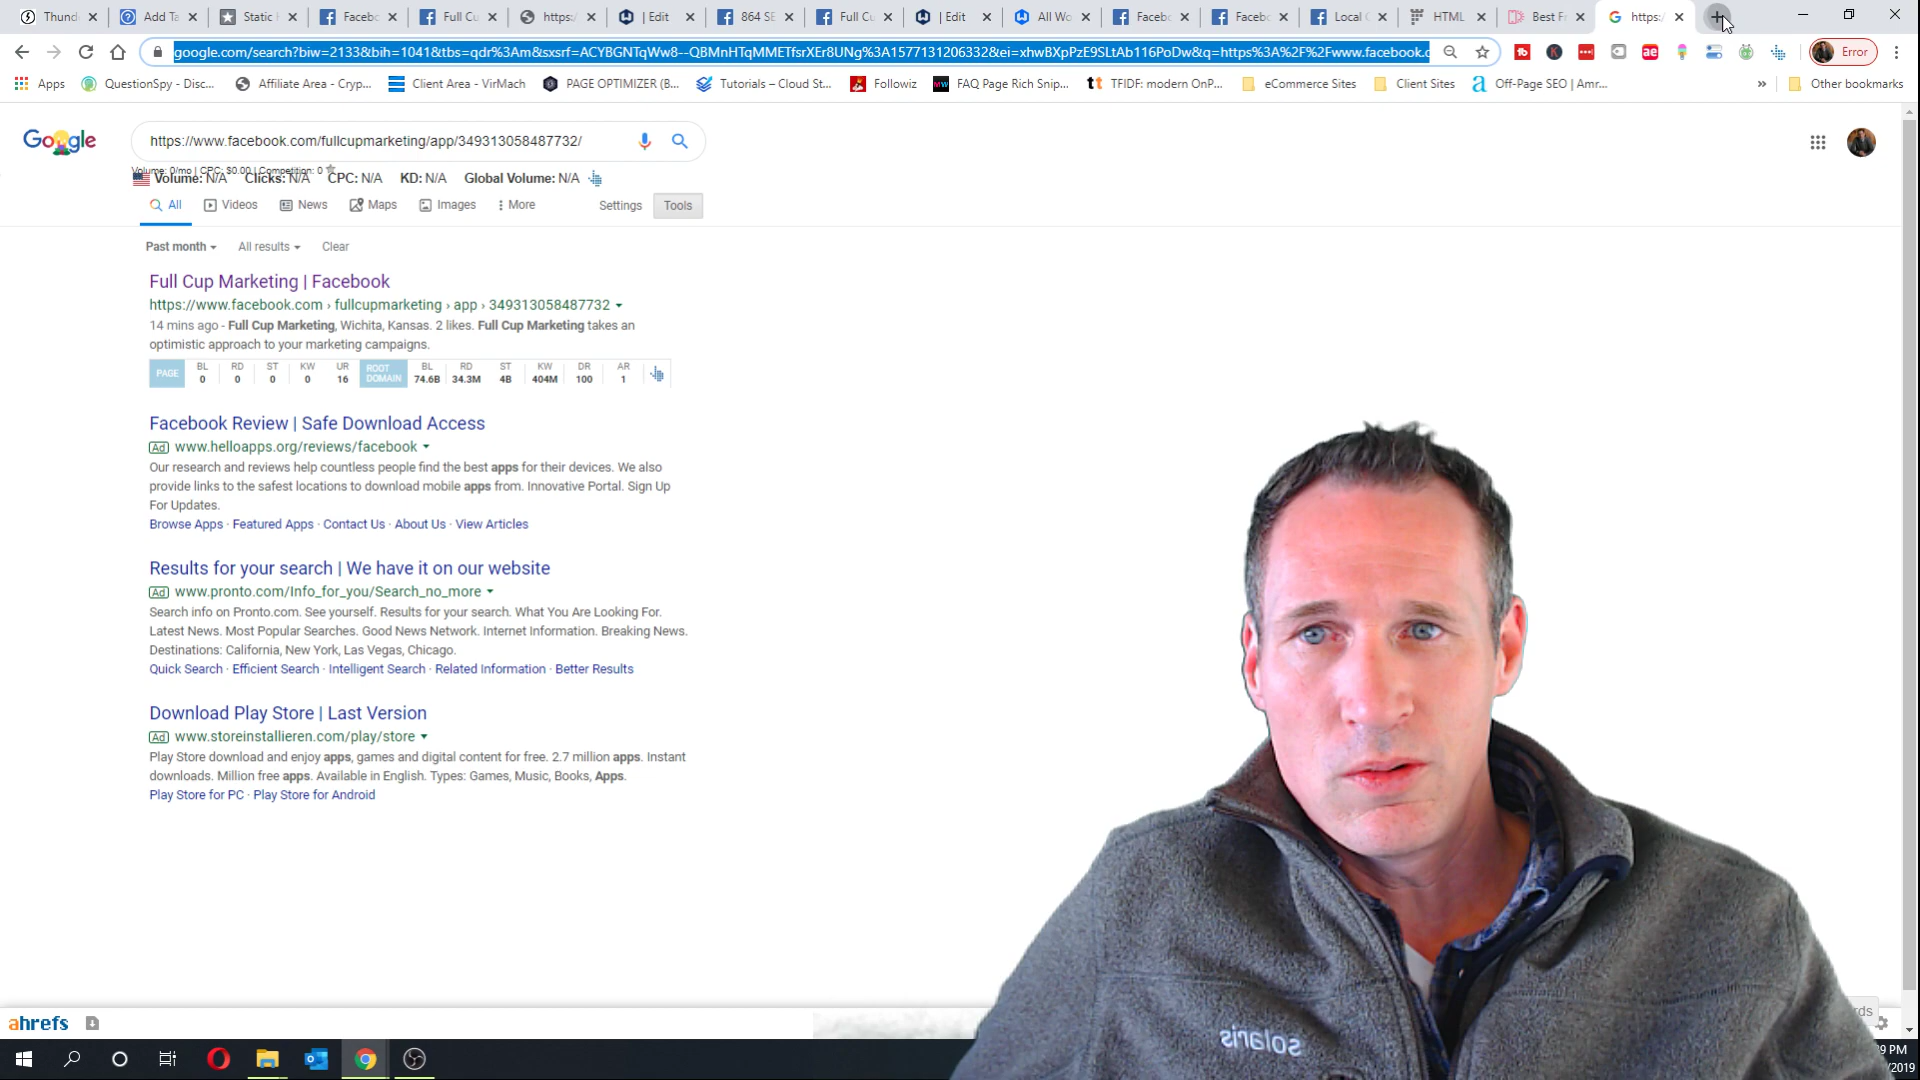 Thund
Add Ta
Static
Facebo
Full Cu
https:/
| Edit
864 SE
Full Cu
| Edit
All Wo
Facebo
Facebo
Local C
HTML
Best Fr
https:/
google.com/search?biw=2133&bih=1041&tbs=qdr%3Am&sxsrf=ACYBGNTqWw8--QBMnHTqMMETfsrXEr8UNg%3A1577131206332&ei=xhwBXpPzE9SLtAb116PoDw&q=https%3A%2F%2Fwww.facebook.c
Error
Apps
QuestionSpy - Disc...
Affiliate Area - Cryp...
Client Area - VirMach
PAGE OPTIMIZER (B...
Tutorials – Cloud St...
Followiz
FAQ Page Rich Snip...
TFIDF: modern OnP...
eCommerce Sites
Client Sites
Off-Page SEO | Amr...
»
Other bookmarks
Google
https://www.facebook.com/fullcupmarketing/app/349313058487732/
Volume: 0/mo | CPC: $0.00 | Competition: 0
Volume: N/A Clicks: N/A CPC: N/A KD: N/A Global Volume: N/A
All Videos News Maps Images More Settings Tools
Past month All results Clear
Full Cup Marketing | Facebook
https://www.facebook.com › fullcupmarketing › app › 349313058487732
14 mins ago - Full Cup Marketing, Wichita, Kansas. 2 likes. Full Cup Marketing takes an
optimistic approach to your marketing campaigns.
PAGE BL 0 RD 0 ST 0 KW 0 UR 16 ROOT DOMAIN BL 74.6B RD 34.3M ST 4B KW 404M DR 100 AR 1
Facebook Review | Safe Download Access
Ad www.helloapps.org/reviews/facebook
Our research and reviews help countless people find the best apps for their devices. We also
provide links to the safest locations to download mobile apps from. Innovative Portal. Sign Up
For Updates.
Browse Apps · Featured Apps · Contact Us · About Us · View Articles
Results for your search | We have it on our website
Ad www.pronto.com/Info_for_you/Search_no_more
Search info on Pronto.com. See yourself. Results for your search. What You Are Looking For.
Latest News. Most Popular Searches. Good News Network. Internet Information. Breaking News.
Destinations: California, New York, Las Vegas, Chicago.
Quick Search · Efficient Search · Intelligent Search · Related Information · Better Results
Download Play Store | Last Version
Ad www.storeinstallieren.com/play/store
Play Store download and enjoy apps, games and digital content for free. 2.7 million apps. Instant
downloads. Million free apps. Available in English. Types: Games, Music, Books, Apps.
Play Store for PC · Play Store for Android
solaris
rds
ahrefs
9 PM
/2019